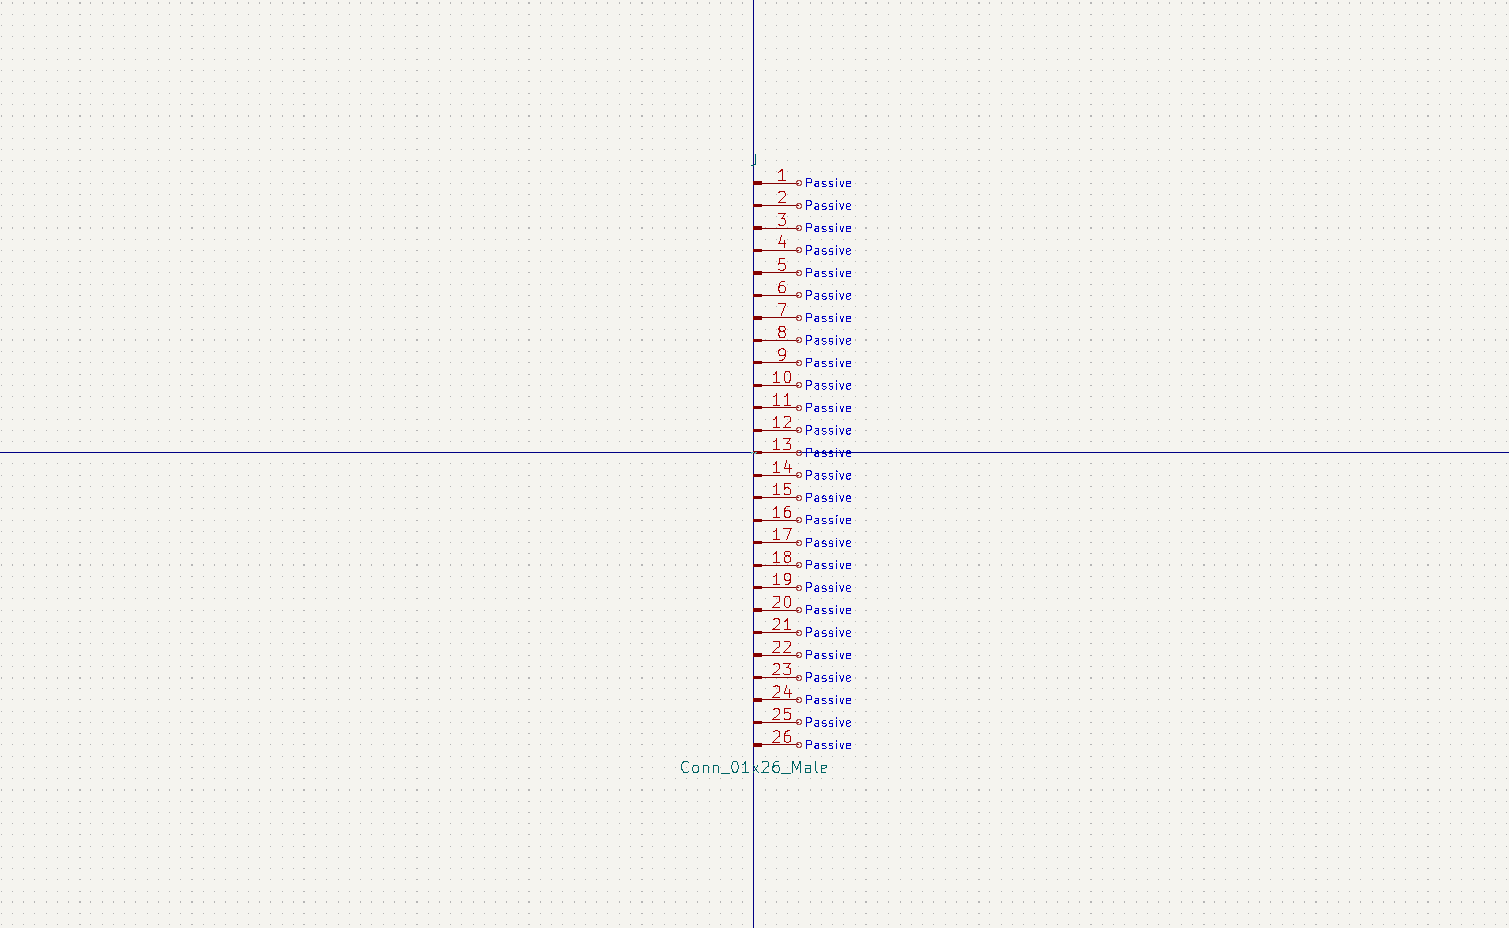 J
1 Passive
2 Passive
3 Passive
4 Passive
5 Passive
6 Passive
7 Passive
8 Passive
9 Passive
10 Passive
11 Passive
12 Passive
13 Passive
14 Passive
15 Passive
16 Passive
17 Passive
18 Passive
19 Passive
20 Passive
21 Passive
22 Passive
23 Passive
24 Passive
25 Passive
26 Passive
Conn_01x26_Male